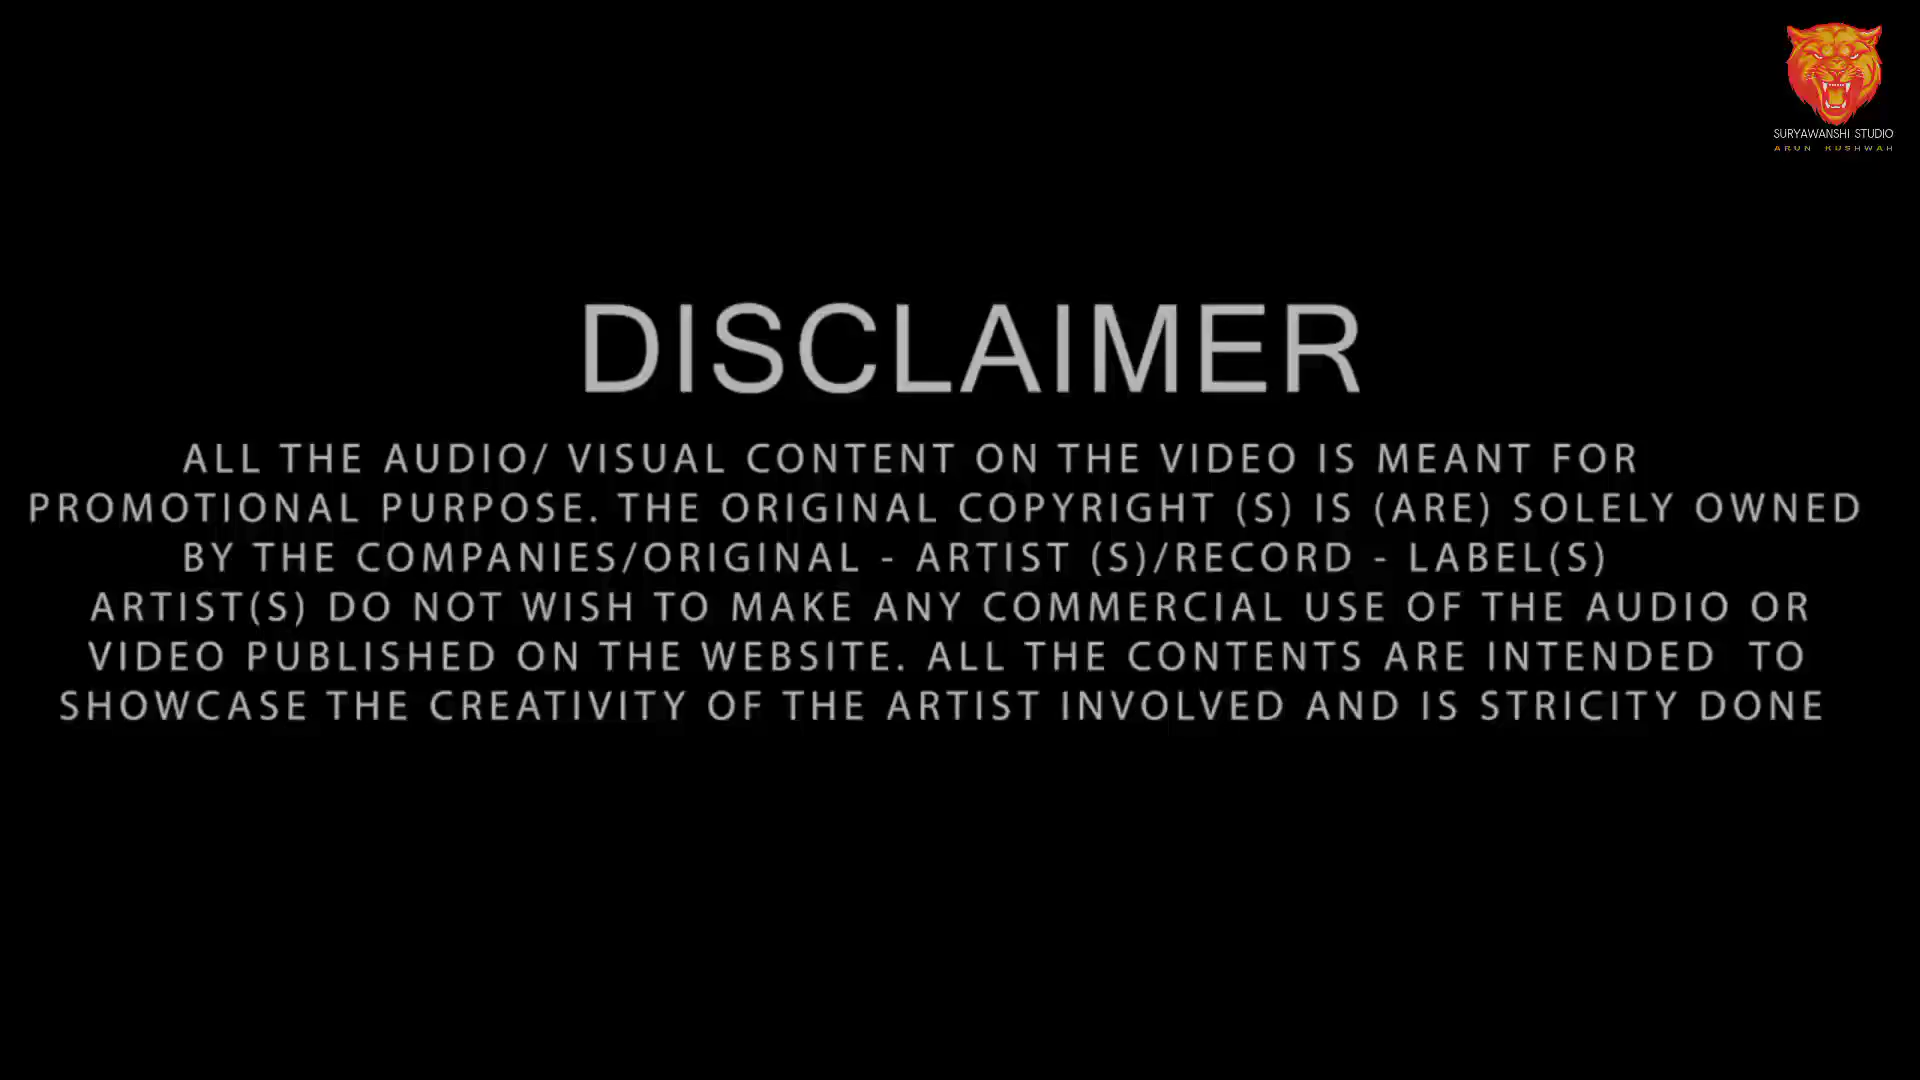 SURYAWANSHI STUDIO
ARUN KUSHWAH
DISCLAIMER
ALL THE AUDIO/ VISUAL CONTENT ON THE VIDEO IS MEANT FOR
PROMOTIONAL PURPOSE. THE ORIGINAL COPYRIGHT (S) IS (ARE) SOLELY OWNED
BY THE COMPANIES/ORIGINAL - ARTIST (S)/RECORD - LABEL(S)
ARTIST(S) DO NOT WISH TO MAKE ANY COMMERCIAL USE OF THE AUDIO OR
VIDEO PUBLISHED ON THE WEBSITE. ALL THE CONTENTS ARE INTENDED  TO
SHOWCASE THE CREATIVITY OF THE ARTIST INVOLVED AND IS STRICITY DONE